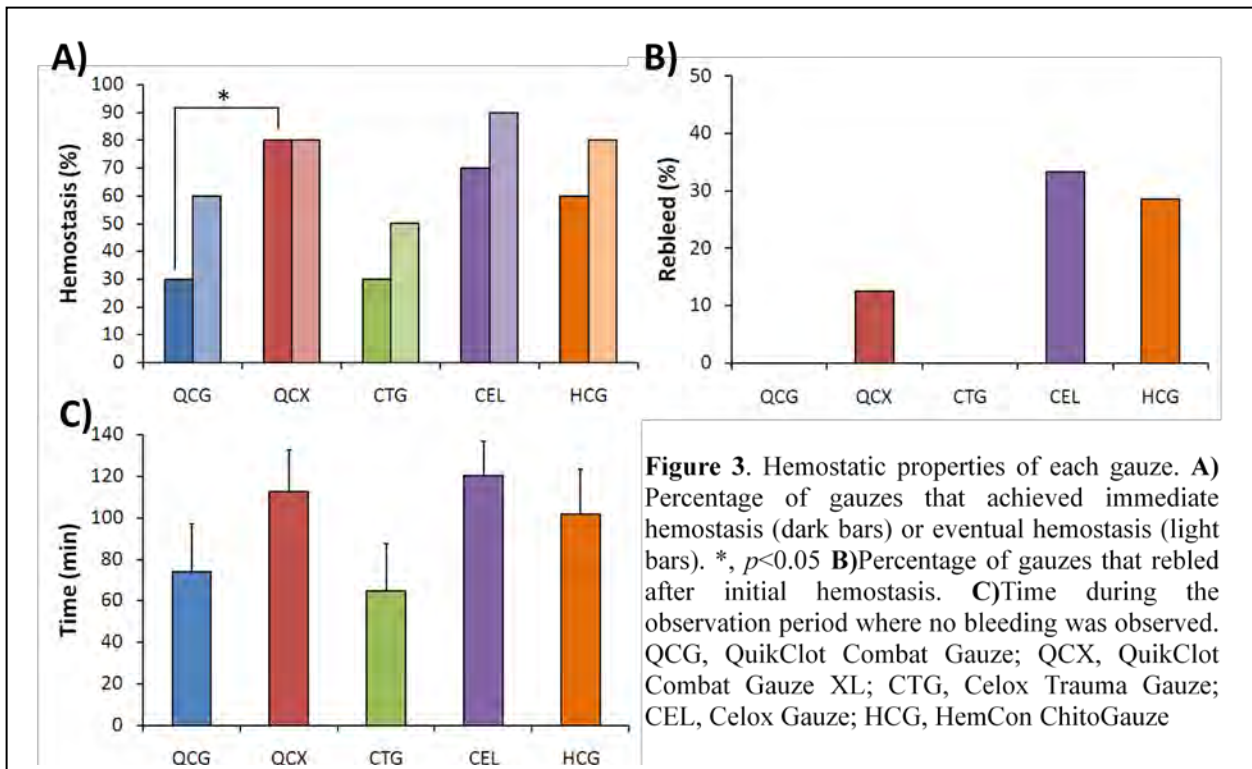 A)
100
90
80
70
60
50
40
30
20
10
0
Hemostasis (%)
*
QCG QCX CTG CEL HCG
B)
50
40
30
20
10
0
Rebleed (%)
QCG QCX CTG CEL HCG
C)
140
120
100
80
60
40
20
0
Time (min)
QCG QCX CTG CEL HCG
Figure 3. Hemostatic properties of each gauze. A)
Percentage of gauzes that achieved immediate
hemostasis (dark bars) or eventual hemostasis (light
bars). *, p<0.05 B)Percentage of gauzes that rebled
after initial hemostasis. C)Time during the
observation period where no bleeding was observed.
QCG, QuikClot Combat Gauze; QCX, QuikClot
Combat Gauze XL; CTG, Celox Trauma Gauze;
CEL, Celox Gauze; HCG, HemCon ChitoGauze